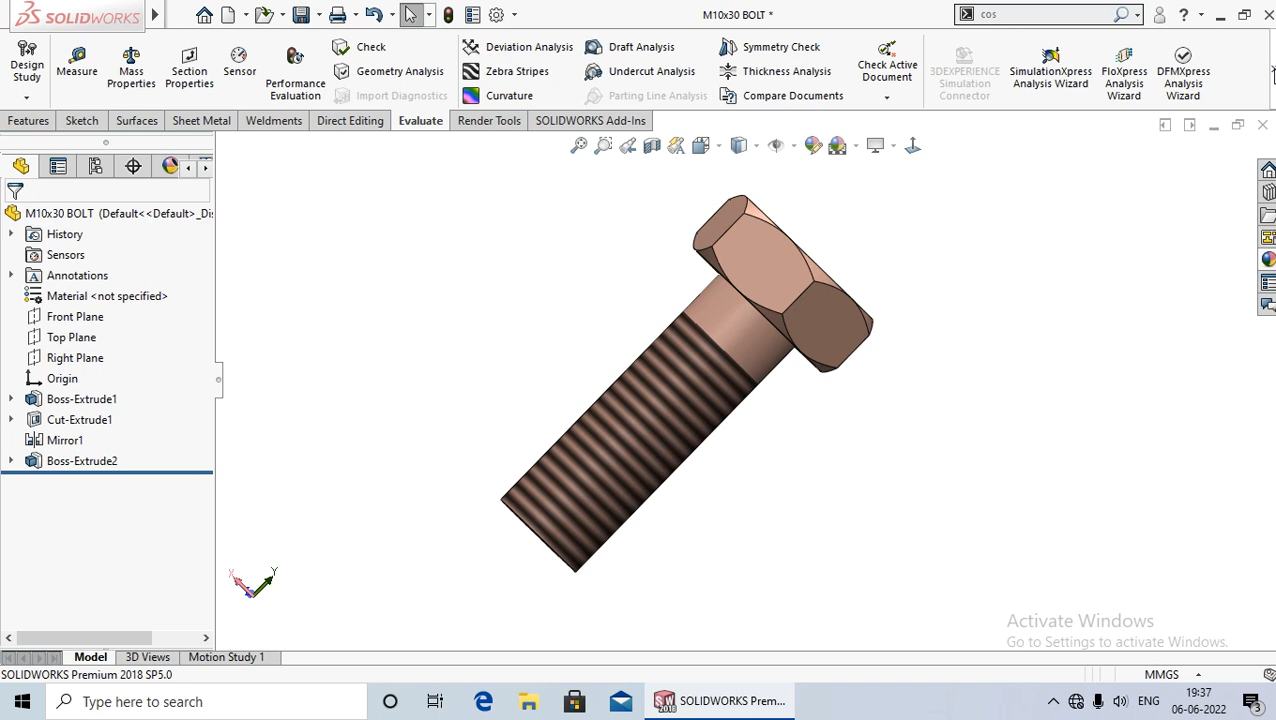 SOLIDWORKS
M10x30 BOLT *
cos
?
Design Study
Measure
Mass Properties
Section Properties
Sensor
Performance Evaluation
Check
Geometry Analysis
Import Diagnostics
Deviation Analysis
Zebra Stripes
Curvature
Draft Analysis
Undercut Analysis
Parting Line Analysis
Symmetry Check
Thickness Analysis
Compare Documents
Check Active Document
3DEXPERIENCE Simulation Connector
SimulationXpress Analysis Wizard
FloXpress Analysis Wizard
DFMXpress Analysis Wizard
Features Sketch Surfaces Sheet Metal Weldments Direct Editing Evaluate Render Tools SOLIDWORKS Add-Ins
M10x30 BOLT (Default<<Default>_Di
History
Sensors
Annotations
Material <not specified>
Front Plane
Top Plane
Right Plane
Origin
Boss-Extrude1
Cut-Extrude1
Mirror1
Boss-Extrude2
X Y
Activate Windows
Go to Settings to activate Windows.
Model 3D Views Motion Study 1
SOLIDWORKS Premium 2018 SP5.0
MMGS
Type here to search
SOLIDWORKS Prem...
ENG
19:37
06-06-2022
3